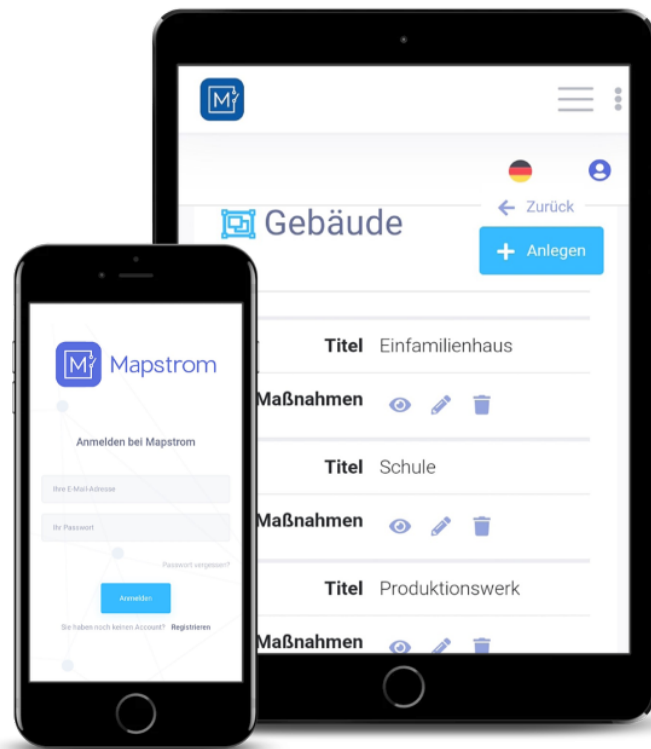 M
Zurück
Gebäude
+ Anlegen
Titel Einfamilienhaus
Maßnahmen
Titel Schule
Maßnahmen
Titel Produktionswerk
Maßnahmen
M Mapstrom
Anmelden bei Mapstrom
Ihre E-Mail-Adresse
Ihr Passwort
Passwort vergessen?
Anmelden
Sie haben noch keinen Account? Registrieren